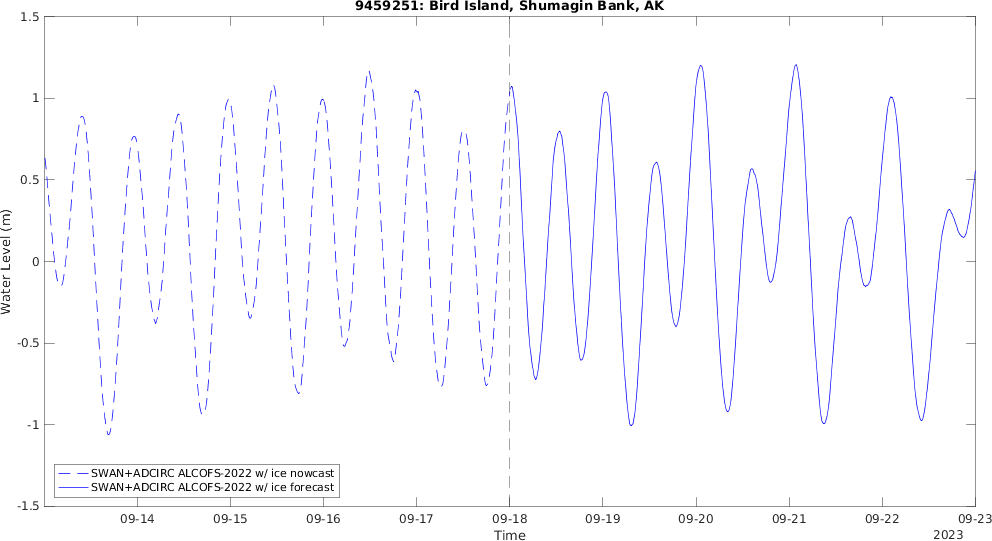 9459251: Bird Island, Shumagin Bank, AK
1.5
1
0.5
0
-0.5
-1
-1.5
Water Level (m)
SWAN+ADCIRC ALCOFS-2022 w/ ice nowcast
SWAN+ADCIRC ALCOFS-2022 w/ ice forecast
09-14 09-15 09-16 09-17 09-18 09-19 09-20 09-21 09-22 09-23
Time
2023